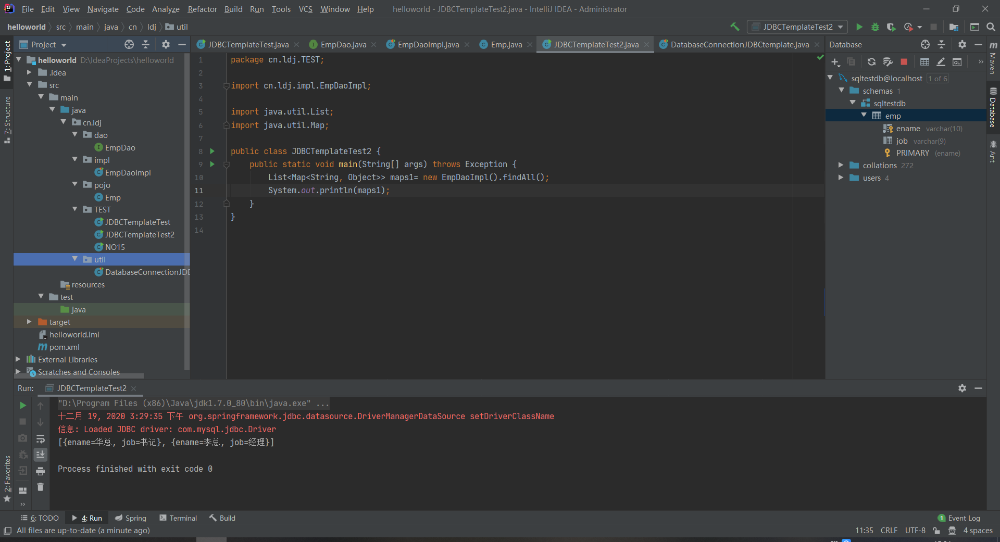 File Edit View Navigate Code Analyze Refactor Build Run Tools VCS Window Help helloworld - JDBCTemplateTest2.java - IntelliJ IDEA - Administrator
helloworld src main java cn ldj util JDBCTemplateTest2
Project JDBCTemplateTest.java EmpDao.java EmpDaoImpl.java Emp.java JDBCTemplateTest2.java DatabaseConnectionJDBCtemplate.java Database
1: Project
7: Structure
2: Favorites
helloworld D:\IdeaProjects\helloworld
.idea
src
main
java
cn.ldj
dao
EmpDao
impl
EmpDaoImpl
pojo
Emp
TEST
JDBCTemplateTest
JDBCTemplateTest2
NO15
util
DatabaseConnectionJDB
resources
test
java
target
helloworld.iml
pom.xml
External Libraries
Scratches and Consoles
1 package cn.ldj.TEST;
2
3 import cn.ldj.impl.EmpDaoImpl;
4
5 import java.util.List;
6 import java.util.Map;
7
8 public class JDBCTemplateTest2 {
9 public static void main(String[] args) throws Exception {
10 List<Map<String, Object>> maps1= new EmpDaoImpl().findAll();
11 System.out.println(maps1);
12 }
13 }
14
sqltestdb@localhost 1 of 6
schemas 1
sqltestdb
emp
ename varchar(10)
job varchar(9)
PRIMARY (ename)
collations 272
users 4
Maven
Database
Ant
Run: JDBCTemplateTest2
"D:\Program Files (x86)\Java\jdk1.7.0_80\bin\java.exe" ...
十二月 19, 2020 3:29:35 下午 org.springframework.jdbc.datasource.DriverManagerDataSource setDriverClassName
信息: Loaded JDBC driver: com.mysql.jdbc.Driver
[{ename=华总, job=书记}, {ename=李总, job=经理}]
Process finished with exit code 0
6: TODO 4: Run Spring Terminal Build 1 Event Log
All files are up-to-date (a minute ago) 11:35 CRLF UTF-8 4 spaces